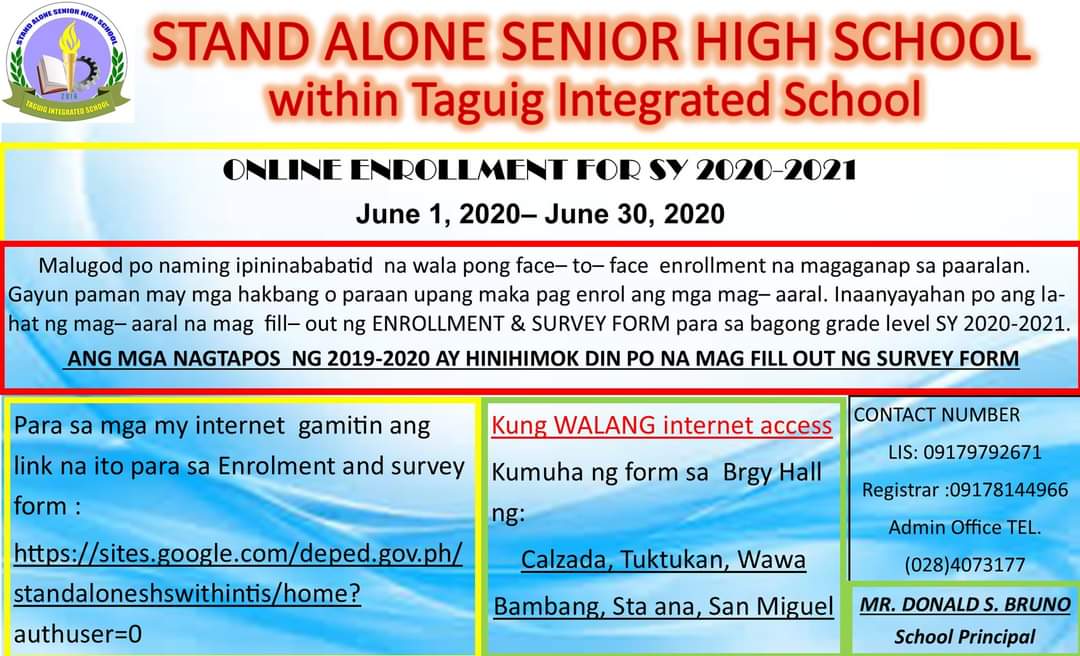 STAND ALONE SENIOR HIGH SCHOOL
2016
TAGUIG INTEGRATED SCHOOL
STAND ALONE SENIOR HIGH SCHOOL
within Taguig Integrated School
ONLINE ENROLLMENT FOR SY 2020-2021
June 1, 2020– June 30, 2020
Malugod po naming ipininababatid na wala pong face– to– face enrollment na magaganap sa paaralan.
Gayun paman may mga hakbang o paraan upang maka pag enrol ang mga mag– aaral. Inaanyayahan po ang la-
hat ng mag– aaral na mag fill– out ng ENROLLMENT & SURVEY FORM para sa bagong grade level SY 2020-2021.
ANG MGA NAGTAPOS NG 2019-2020 AY HINIHIMOK DIN PO NA MAG FILL OUT NG SURVEY FORM
Para sa mga my internet gamitin ang
link na ito para sa Enrolment and survey
form :
https://sites.google.com/deped.gov.ph/
standaloneshswithintis/home?
authuser=0
Kung WALANG internet access
Kumuha ng form sa Brgy Hall
ng:
Calzada, Tuktukan, Wawa
Bambang, Sta ana, San Miguel
CONTACT NUMBER
LIS: 09179792671
Registrar :09178144966
Admin Office TEL.
(028)4073177
MR. DONALD S. BRUNO
School Principal